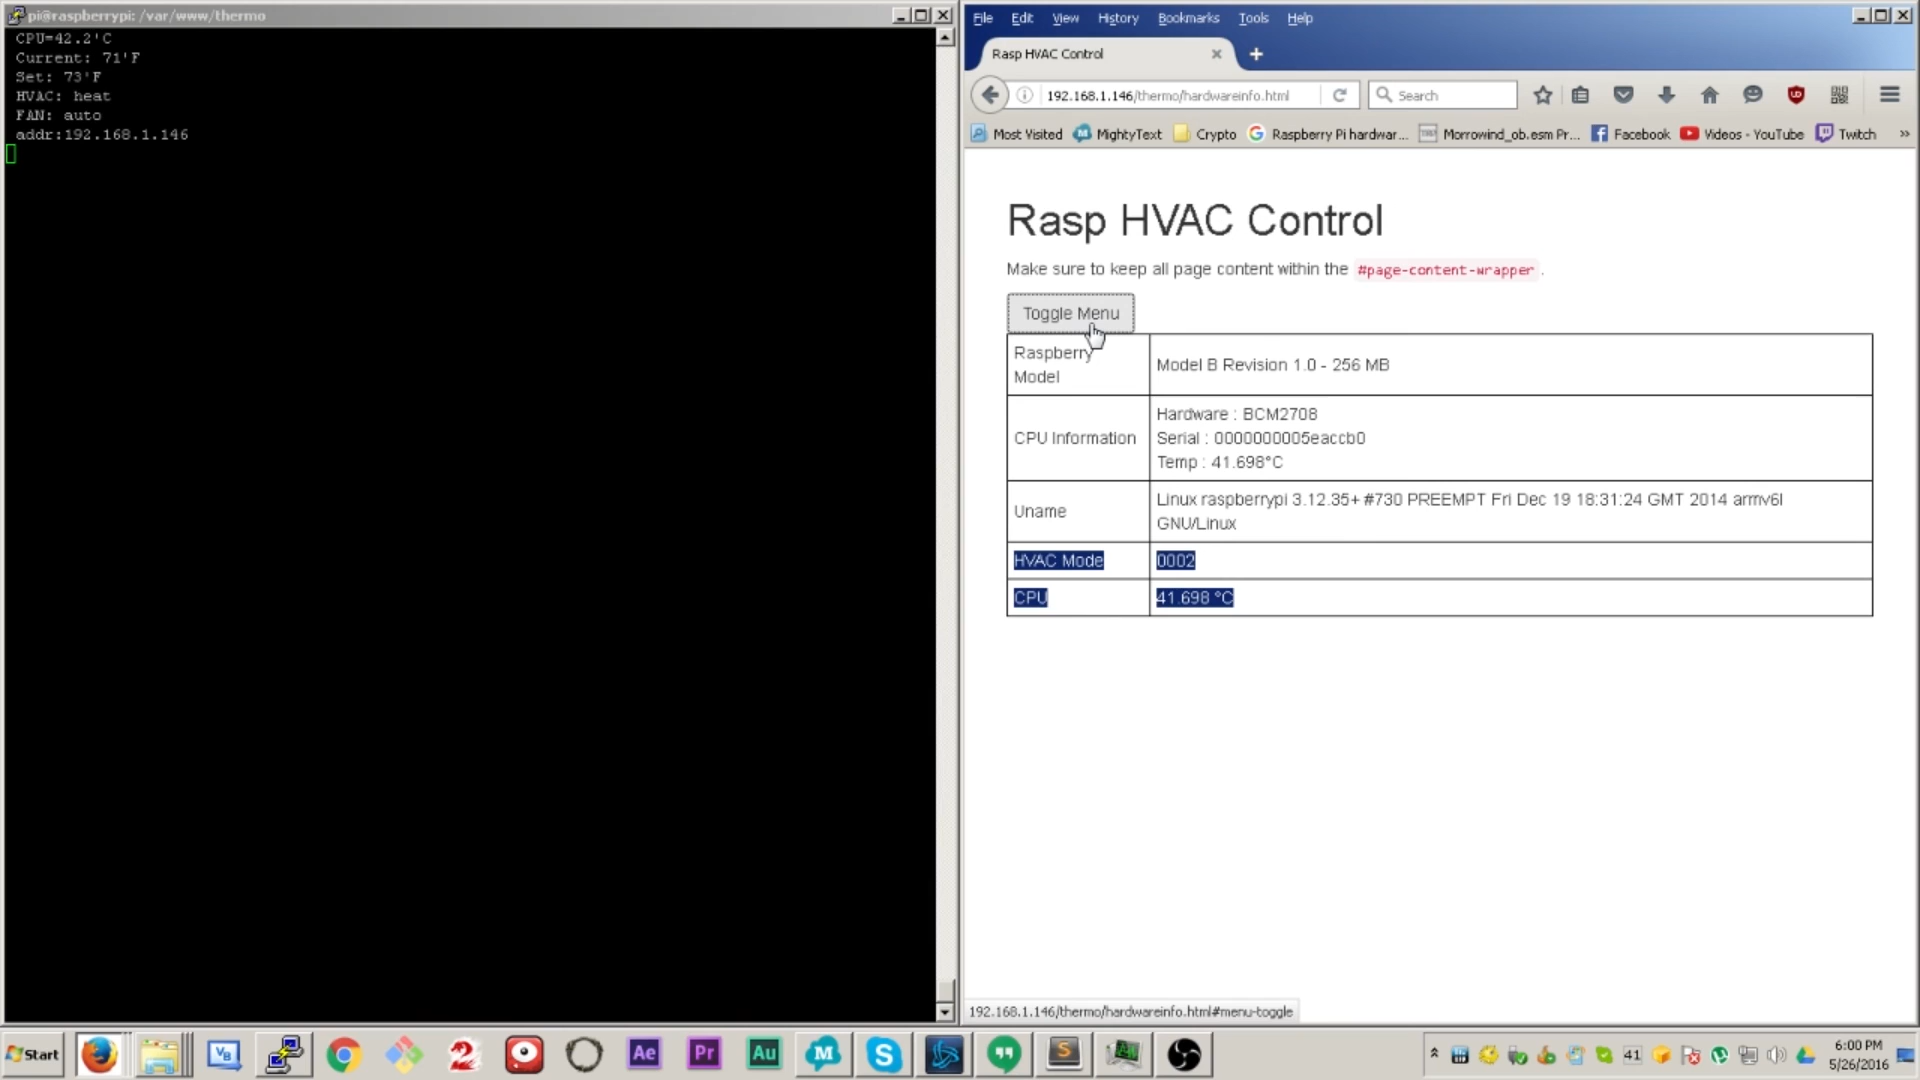 pi@raspberrypi: /var/www/thermo
CPU=42.2'C
Current: 71'F
Set: 73'F
HVAC: heat
FAN: auto
addr:192.168.1.146
File Edit View History Bookmarks Tools Help
Rasp HVAC Control
192.168.1.146/thermo/hardwareinfo.html
Search
Most Visited MightyText Crypto Raspberry Pi hardwar... Morrowind_ob.esm Pr... Facebook Videos - YouTube Twitch
Rasp HVAC Control
Make sure to keep all page content within the #page-content-wrapper .
Toggle Menu
Raspberry
Model
Model B Revision 1.0 - 256 MB
CPU Information
Hardware : BCM2708
Serial : 0000000005eaccb0
Temp : 41.698°C
Uname
Linux raspberrypi 3.12.35+ #730 PREEMPT Fri Dec 19 18:31:24 GMT 2014 armv6l
GNU/Linux
HVAC Mode 0002
CPU 41.698 °C
192.168.1.146/thermo/hardwareinfo.html#menu-toggle
Start
VB
2
Ae
Pr
Au
M
S
S
41
6:00 PM
5/26/2016